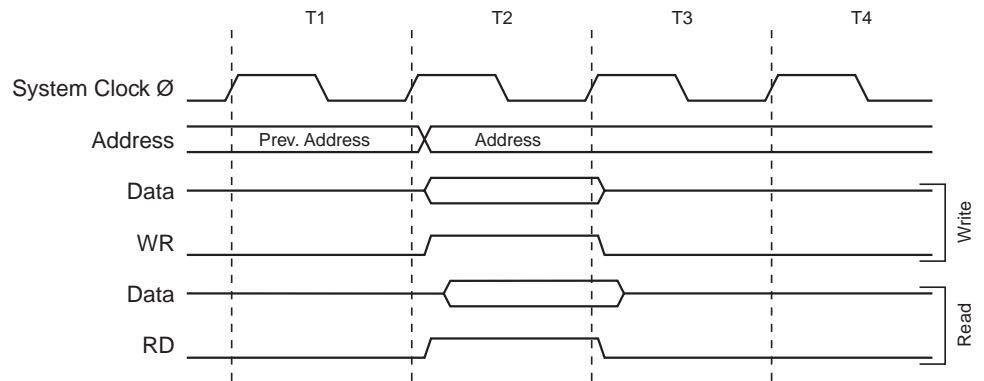 T1 T2 T3 T4
System Clock Ø
Address Prev. Address Address
Data
WR
Write
Data
RD
Read